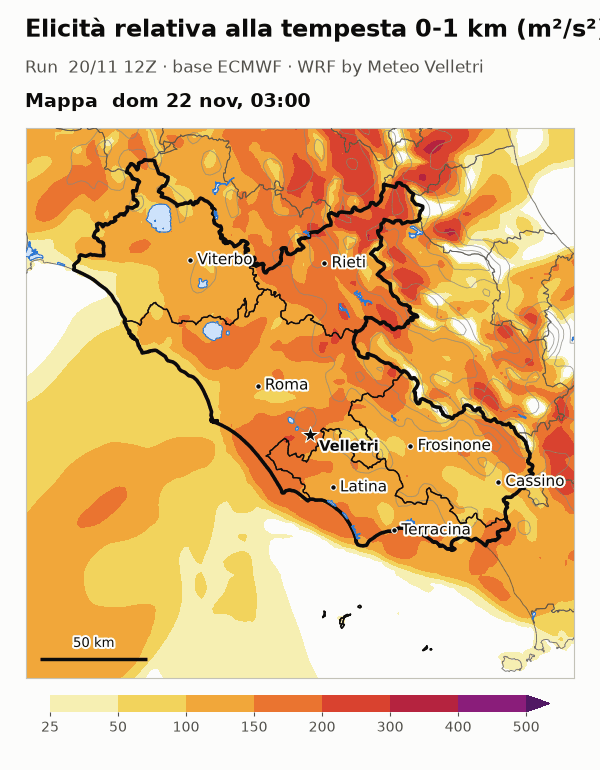 Elicità relativa alla tempesta 0-1 km (m²/s²)
Run 20/11 12Z · base ECMWF · WRF by Meteo Velletri
Mappa dom 22 nov, 03:00
Viterbo
Rieti
Roma
Velletri
Frosinone
Cassino
Latina
Terracina
50 km
25 50 100 150 200 300 400 500